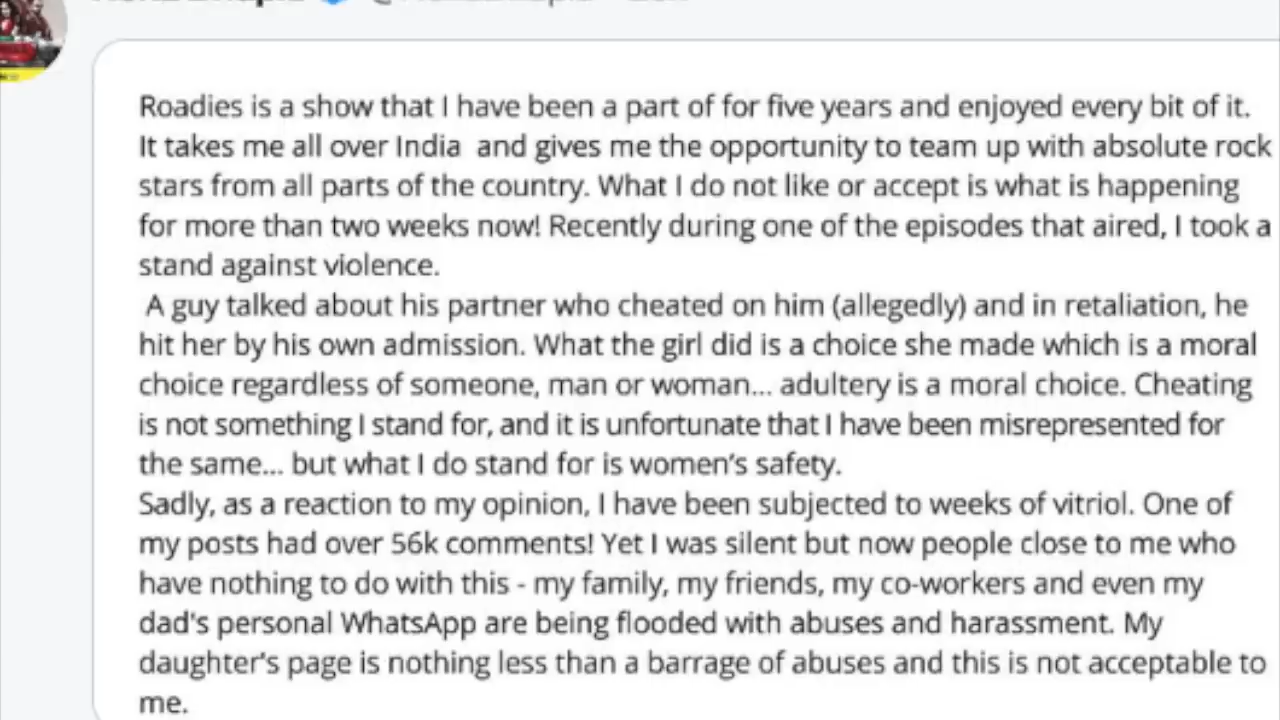 Roadies is a show that I have been a part of for five years and enjoyed every bit of it.
It takes me all over India and gives me the opportunity to team up with absolute rock
stars from all parts of the country. What I do not like or accept is what is happening
for more than two weeks now! Recently during one of the episodes that aired, I took a
stand against violence.
A guy talked about his partner who cheated on him (allegedly) and in retaliation, he
hit her by his own admission. What the girl did is a choice she made which is a moral
choice regardless of someone, man or woman... adultery is a moral choice. Cheating
is not something I stand for, and it is unfortunate that I have been misrepresented for
the same... but what I do stand for is women's safety.
Sadly, as a reaction to my opinion, I have been subjected to weeks of vitriol. One of
my posts had over 56k comments! Yet I was silent but now people close to me who
have nothing to do with this - my family, my friends, my co-workers and even my
dad's personal WhatsApp are being flooded with abuses and harassment. My
daughter's page is nothing less than a barrage of abuses and this is not acceptable to
me.